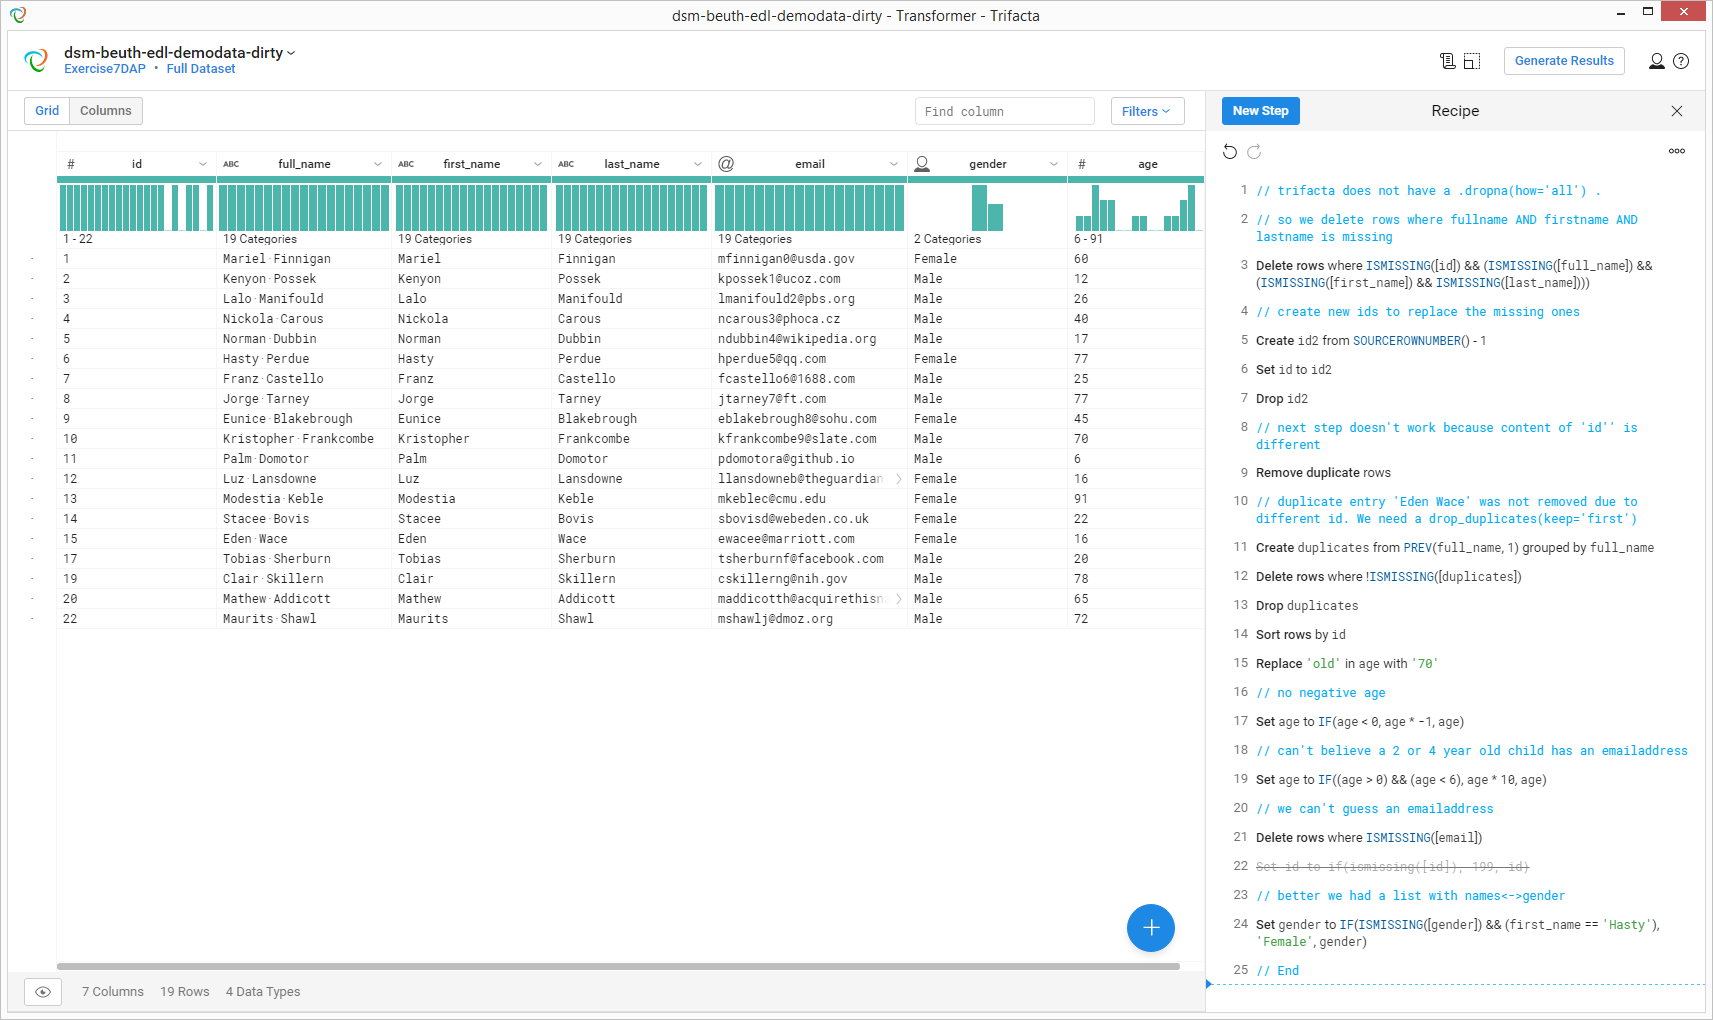 dsm-beuth-edl-demodata-dirty - Transformer - Trifacta
dsm-beuth-edl-demodata-dirty
Exercise7DAP • Full Dataset
Generate Results
Grid Columns
Find column
Filters
New Step
Recipe
# id ABC full_name ABC first_name ABC last_name @ email gender # age
1 - 22 19 Categories 19 Categories 19 Categories 19 Categories 2 Categories 6 - 91
1 Mariel·Finnigan Mariel Finnigan mfinnigan0@usda.gov Female 60
2 Kenyon·Possek Kenyon Possek kpossek1@ucoz.com Male 12
3 Lalo·Manifould Lalo Manifould lmanifould2@pbs.org Male 26
4 Nickola·Carous Nickola Carous ncarous3@phoca.cz Male 40
5 Norman·Dubbin Norman Dubbin ndubbin4@wikipedia.org Male 17
6 Hasty·Perdue Hasty Perdue hperdue5@qq.com Female 77
7 Franz·Castello Franz Castello fcastello6@1688.com Male 25
8 Jorge·Tarney Jorge Tarney jtarney7@ft.com Male 77
9 Eunice·Blakebrough Eunice Blakebrough eblakebrough8@sohu.com Female 45
10 Kristopher·Frankcombe Kristopher Frankcombe kfrankcombe9@slate.com Male 70
11 Palm·Domotor Palm Domotor pdomotora@github.io Male 6
12 Luz·Lansdowne Luz Lansdowne llansdowneb@theguardian Female 16
13 Modestia·Keble Modestia Keble mkeblec@cmu.edu Female 91
14 Stacee·Bovis Stacee Bovis sbovisd@webeden.co.uk Female 22
15 Eden·Wace Eden Wace ewacee@marriott.com Female 16
17 Tobias·Sherburn Tobias Sherburn tsherburnf@facebook.com Male 20
19 Clair·Skillern Clair Skillern cskillerng@nih.gov Male 78
20 Mathew·Addicott Mathew Addicott maddicotth@acquirethisn Male 65
22 Maurits·Shawl Maurits Shawl mshawlj@dmoz.org Male 72
7 Columns 19 Rows 4 Data Types
1 // trifacta does not have a .dropna(how='all') .
2 // so we delete rows where fullname AND firstname AND
lastname is missing
3 Delete rows where ISMISSING([id]) && (ISMISSING([full_name]) &&
(ISMISSING([first_name]) && ISMISSING([last_name])))
4 // create new ids to replace the missing ones
5 Create id2 from SOURCEROWNUMBER() - 1
6 Set id to id2
7 Drop id2
8 // next step doesn't work because content of 'id'' is
different
9 Remove duplicate rows
10 // duplicate entry 'Eden Wace' was not removed due to
different id. We need a drop_duplicates(keep='first')
11 Create duplicates from PREV(full_name, 1) grouped by full_name
12 Delete rows where !ISMISSING([duplicates])
13 Drop duplicates
14 Sort rows by id
15 Replace 'old' in age with '70'
16 // no negative age
17 Set age to IF(age < 0, age * -1, age)
18 // can't believe a 2 or 4 year old child has an emailaddress
19 Set age to IF((age > 0) && (age < 6), age * 10, age)
20 // we can't guess an emailaddress
21 Delete rows where ISMISSING([email])
22 Set id to if(ismissing([id]), 199, id)
23 // better we had a list with names<->gender
24 Set gender to IF(ISMISSING([gender]) && (first_name == 'Hasty'),
'Female', gender)
25 // End